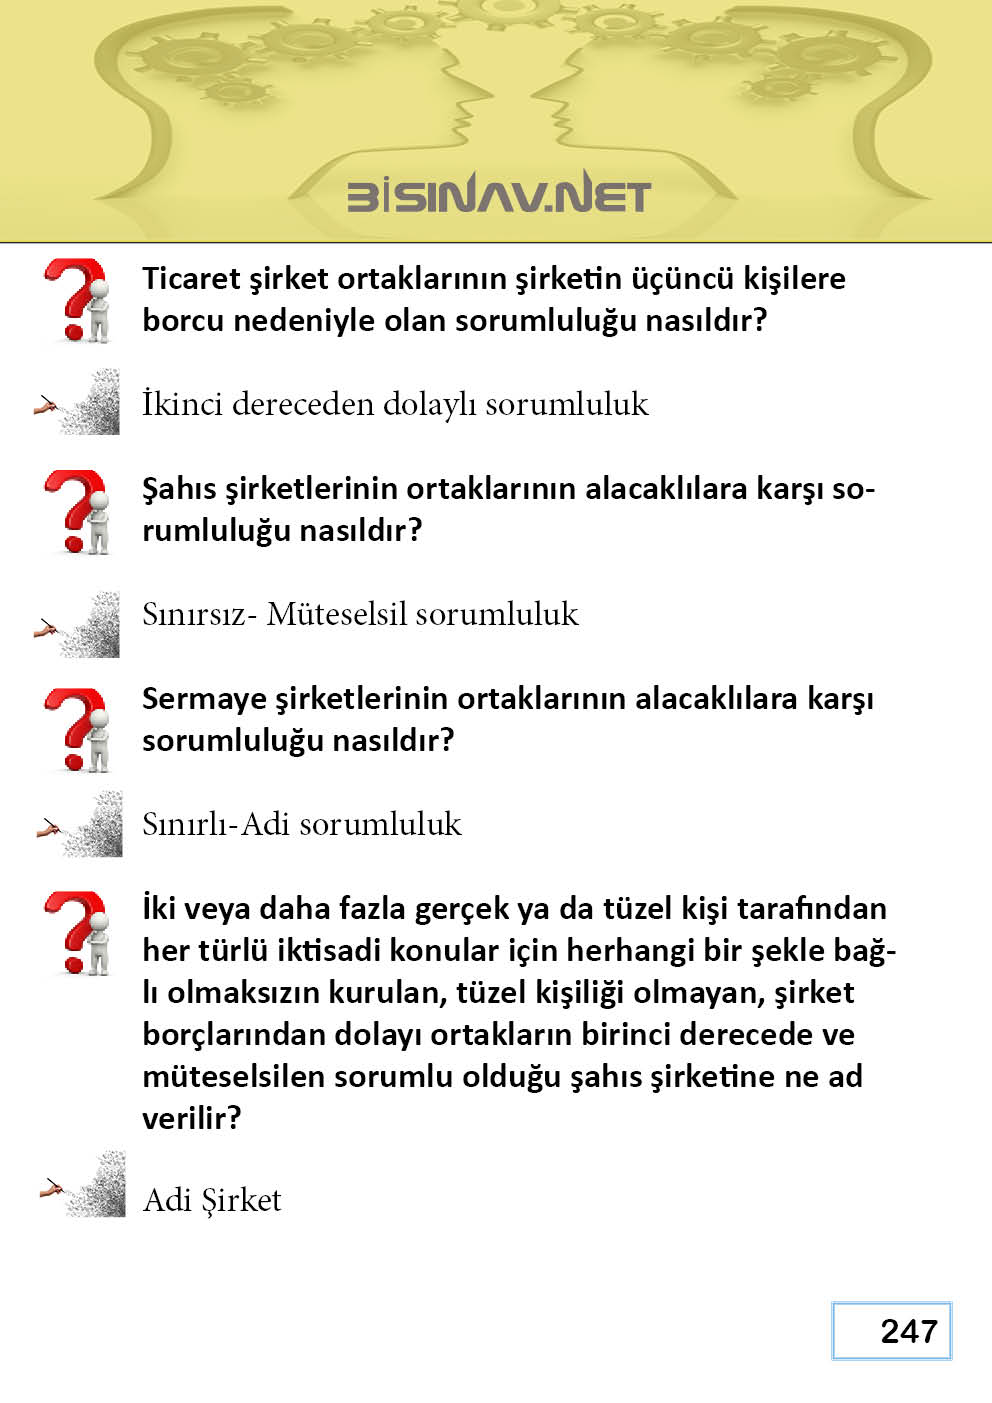 BİSINAV.NET
Ticaret şirket ortaklarının şirketin üçüncü kişilere
borcu nedeniyle olan sorumluluğu nasıldır?
İkinci dereceden dolaylı sorumluluk
Şahıs şirketlerinin ortaklarının alacaklılara karşı so-
rumluluğu nasıldır?
Sınırsız- Müteselsil sorumluluk
Sermaye şirketlerinin ortaklarının alacaklılara karşı
sorumluluğu nasıldır?
Sınırlı-Adi sorumluluk
İki veya daha fazla gerçek ya da tüzel kişi tarafından
her türlü iktisadi konular için herhangi bir şekle bağ-
lı olmaksızın kurulan, tüzel kişiliği olmayan, şirket
borçlarından dolayı ortakların birinci derecede ve
müteselsilen sorumlu olduğu şahıs şirketine ne ad
verilir?
Adi Şirket
247